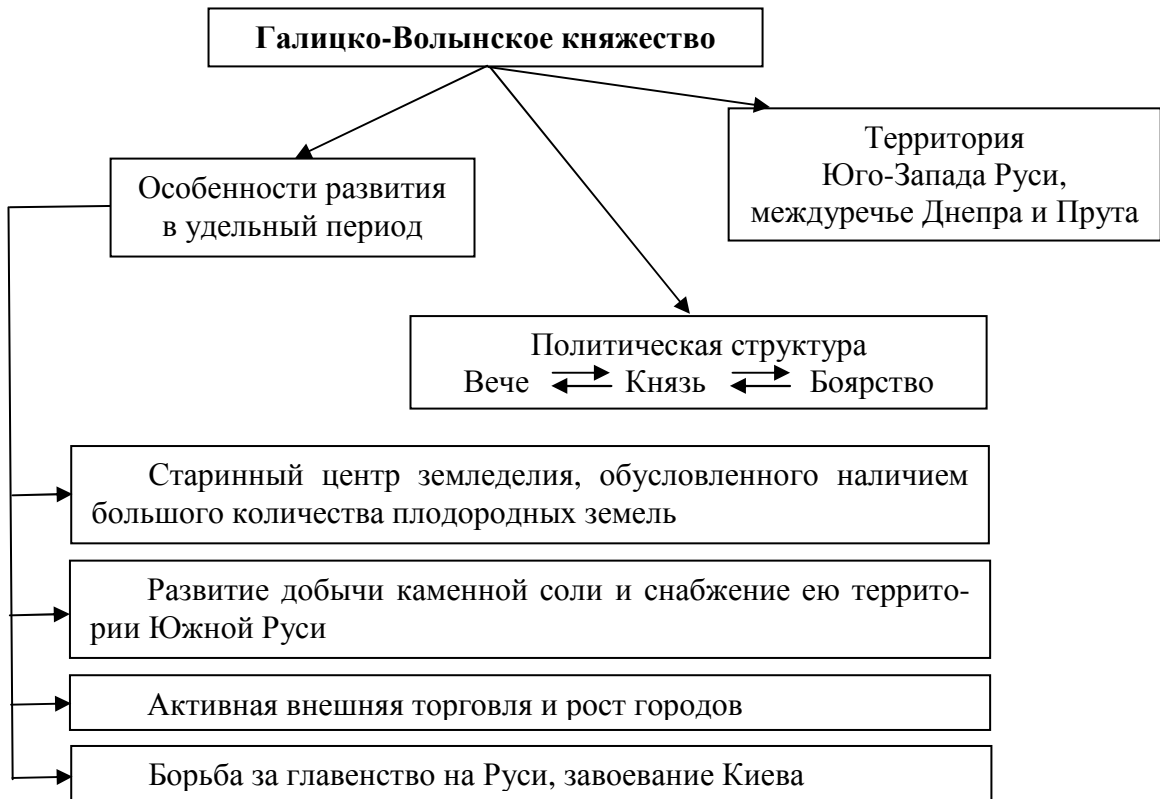 Галицко-Волынское княжество
Территория
Юго-Запада Руси,
междуречье Днепра и Прута
Особенности развития
в удельный период
Политическая структура
Вече Князь Боярство
Старинный центр земледелия, обусловленного наличием
большого количества плодородных земель
Развитие добычи каменной соли и снабжение ею террито-
рии Южной Руси
Активная внешняя торговля и рост городов
Борьба за главенство на Руси, завоевание Киева